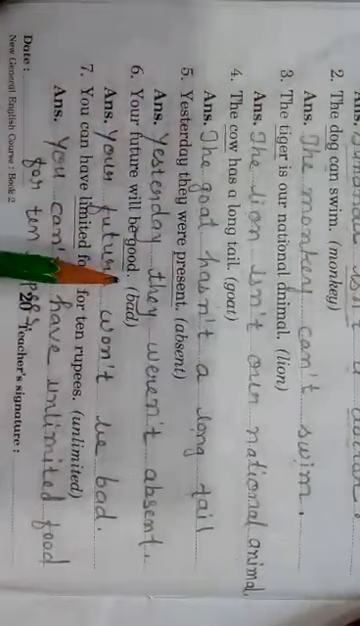 2. The dog can swim. (monkey)
Ans. The monkey can't swim.
3. The tiger is our national animal. (lion)
Ans. The lion isn't our national animal.
4. The cow has a long tail. (goat)
Ans. The goat hasn't a long tail
5. Yesterday they were present. (absent)
Ans. Yesterday they weren't absent.
6. Your future will be good. (bad)
Ans. Your future won't be bad.
7. You can have limited for ten rupees. (unlimited)
Ans. You can't have unlimited food
for ten
Date : 20 Teacher's signature :
New General English Course : Book 2